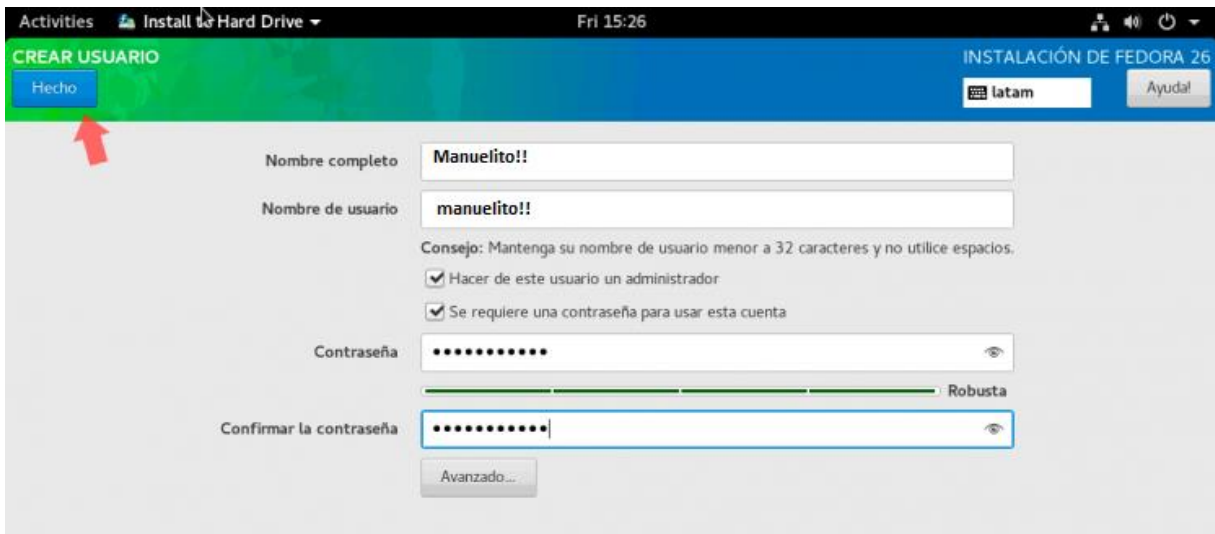 Activities Install to Hard Drive Fri 15:26
CREAR USUARIO INSTALACIÓN DE FEDORA 26
Hecho latam Ayuda!
Nombre completo Manuelito!!
Nombre de usuario manuelito!!
Consejo: Mantenga su nombre de usuario menor a 32 caracteres y no utilice espacios.
Hacer de este usuario un administrador
Se requiere una contraseña para usar esta cuenta
Contraseña •••••••••••
Robusta
Confirmar la contraseña •••••••••••
Avanzado...